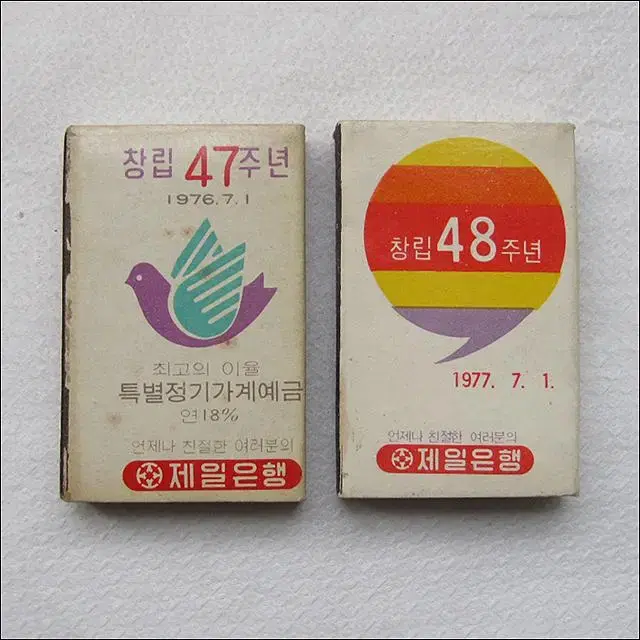 창립 47주년
1976.7.1
최고의 이율
특별정기가계예금
연18%
언제나 친절한 여러분의
제일은행
창립 48주년
1977. 7. 1.
언제나 친절한 여러분의
제일은행